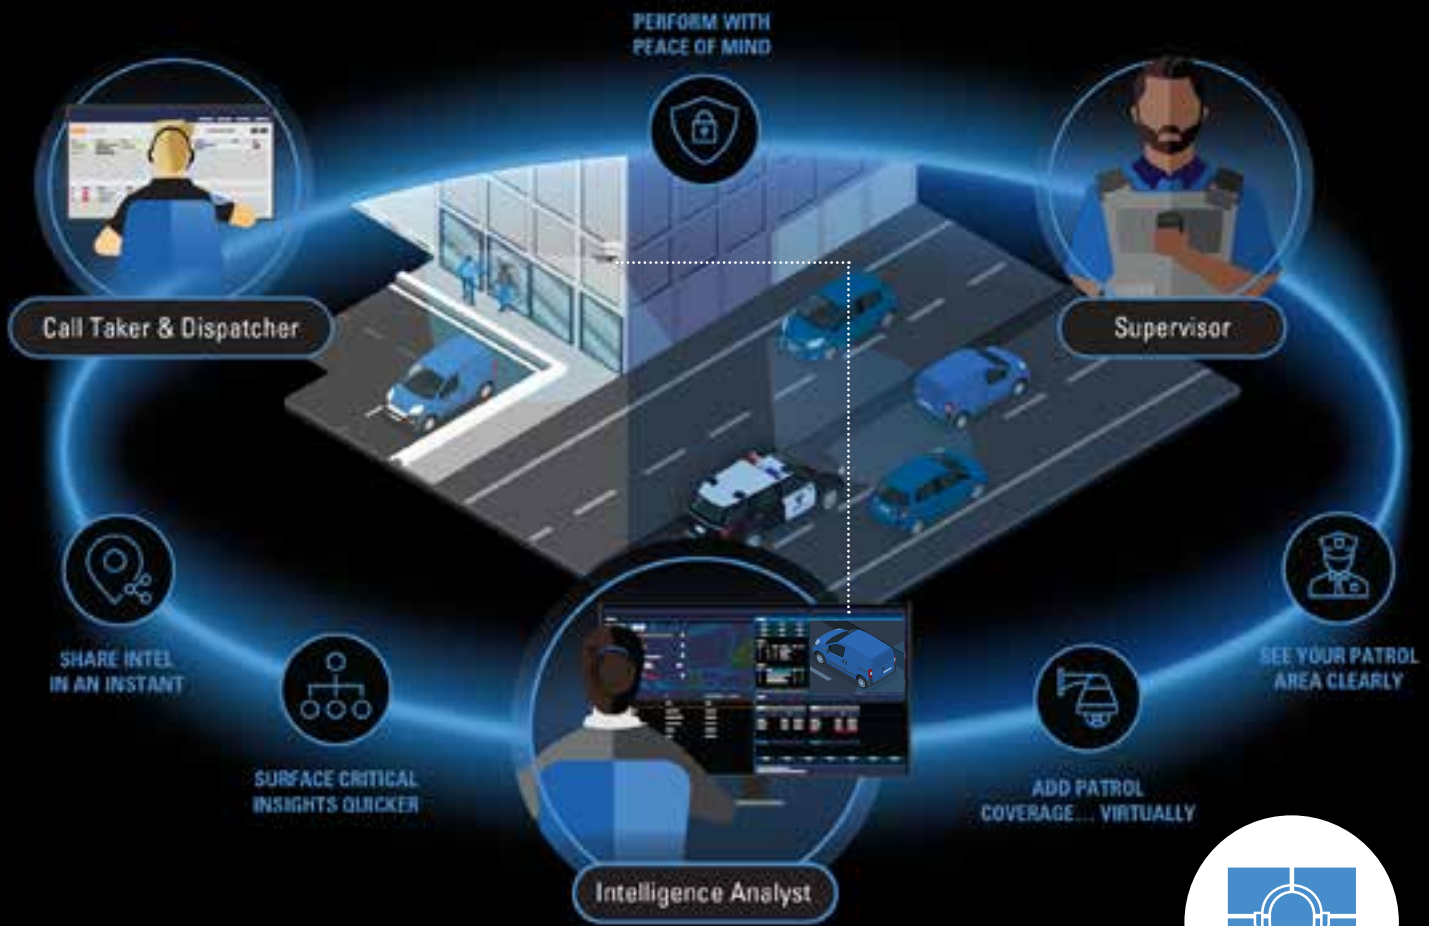 PERFORM WITH
PEACE OF MIND
Call Taker & Dispatcher
Supervisor
SHARE INTEL
IN AN INSTANT
SEE YOUR PATROL
AREA CLEARLY
SURFACE CRITICAL
INSIGHTS QUICKER
ADD PATROL
COVERAGE... VIRTUALLY
Intelligence Analyst